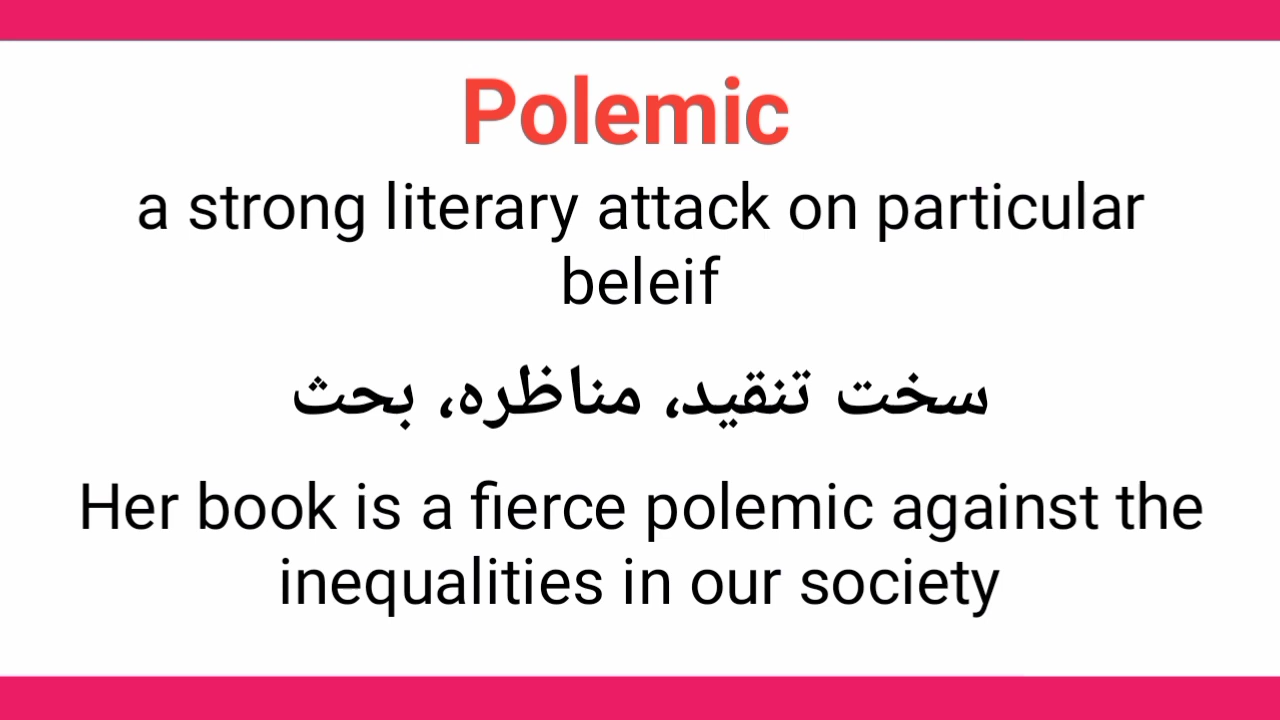 Polemic
a strong literary attack on particular
beleif
سخت تنقید، مناظرہ، بحث
Her book is a fierce polemic against the
inequalities in our society